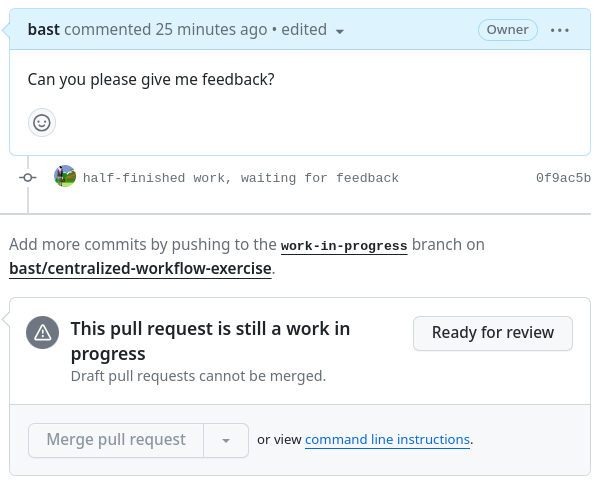 bast commented 25 minutes ago • edited Owner
Can you please give me feedback?
half-finished work, waiting for feedback 0f9ac5b
Add more commits by pushing to the work-in-progress branch on
bast/centralized-workflow-exercise.
This pull request is still a work in
progress
Ready for review
Draft pull requests cannot be merged.
Merge pull request or view command line instructions.